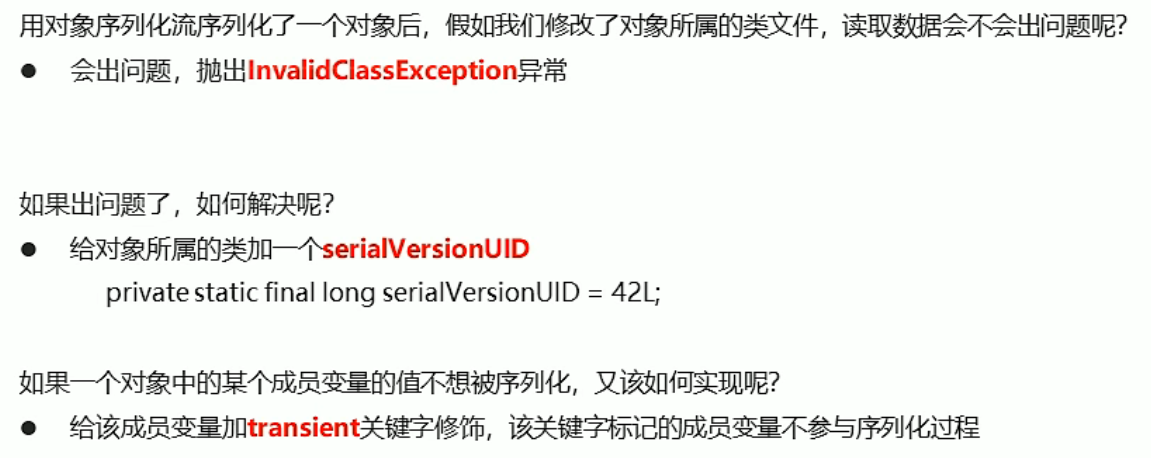 用对象序列化流序列化了一个对象后，假如我们修改了对象所属的类文件，读取数据会不会出问题呢？
● 会出问题，抛出InvalidClassException异常
如果出问题了，如何解决呢？
● 给对象所属的类加一个serialVersionUID
private static final long serialVersionUID = 42L;
如果一个对象中的某个成员变量的值不想被序列化，又该如何实现呢？
● 给该成员变量加transient关键字修饰，该关键字标记的成员变量不参与序列化过程